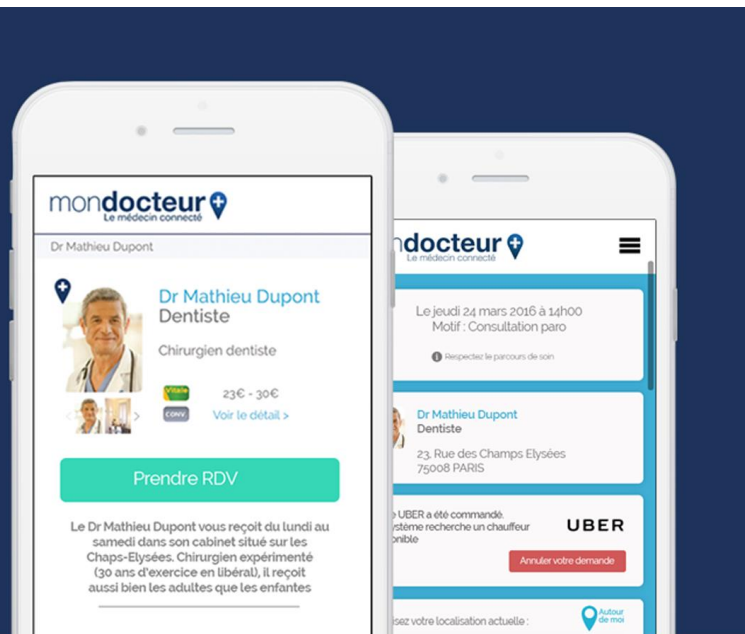 mondocteur
Le médecin connecté
Dr Mathieu Dupont
Dr Mathieu Dupont
Dentiste
Chirurgien dentiste
Vitale
23€ - 30€
CONV.
Voir le détail >
Prendre RDV
Le Dr Mathieu Dupont vous reçoit du lundi au
samedi dans son cabinet situé sur les
Chaps-Elysées. Chirurgien expérimenté
(30 ans d'exercice en libéral), il reçoit
aussi bien les adultes que les enfantes
docteur
Le médecin connecté
Le jeudi 24 mars 2016 à 14h00
Motif : Consultation paro
Respectez le parcours de soin
Dr Mathieu Dupont
Dentiste
23, Rue des Champs Elysées
75008 PARIS
UBER a été commandé.
recherche un chauffeur
UBER
Annuler votre demande
votre localisation actuelle :
Autour
de moi